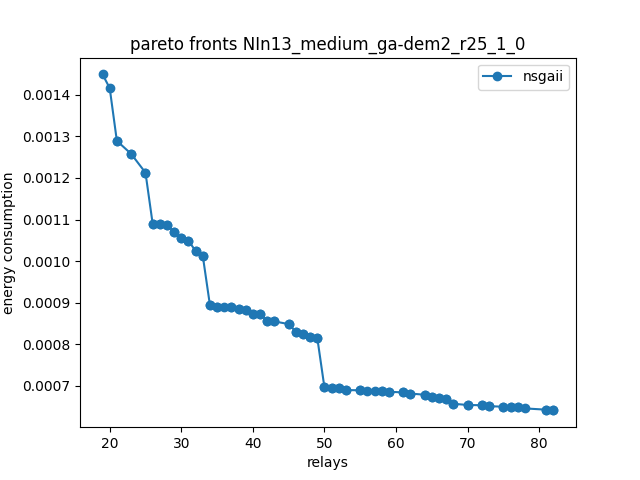 pareto fronts NIn13_medium_ga-dem2_r25_1_0
nsgaii
energy consumption
0.0014
0.0013
0.0012
0.0011
0.0010
0.0009
0.0008
0.0007
20 30 40 50 60 70 80
relays